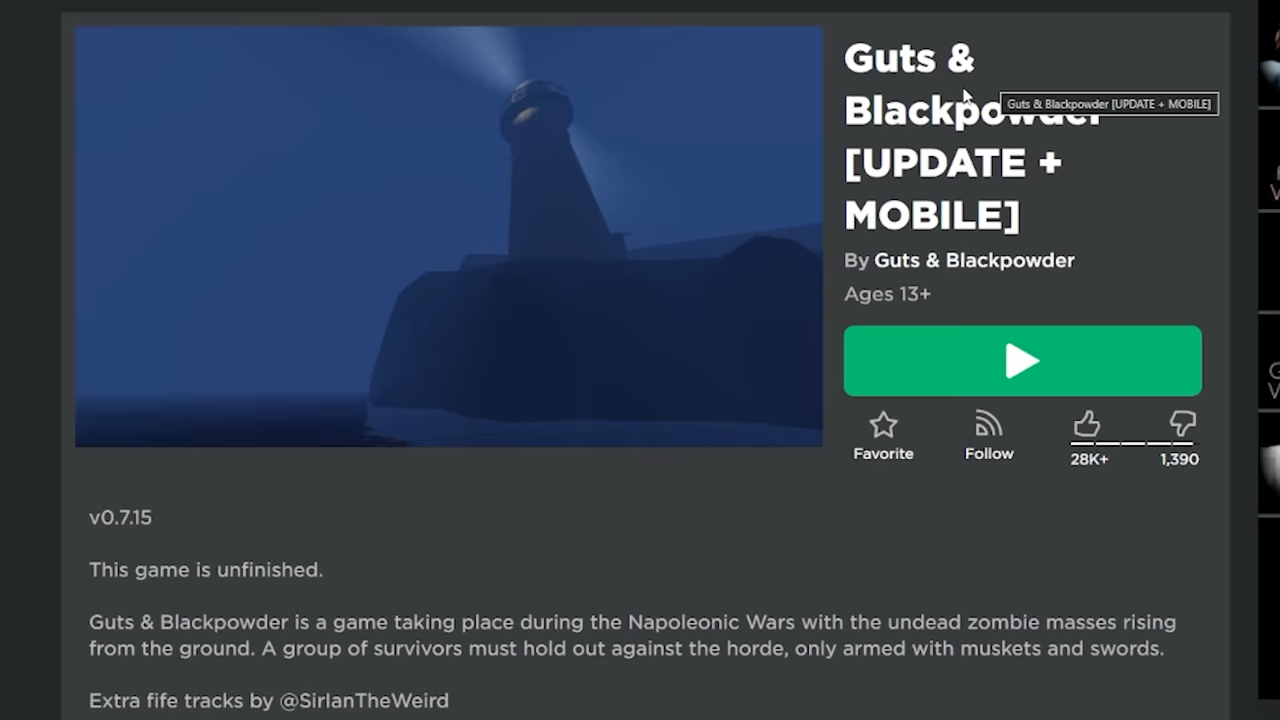 Guts &
Blackpowder
Guts & Blackpowder [UPDATE + MOBILE]
[UPDATE +
MOBILE]
By Guts & Blackpowder
Ages 13+
Favorite
Follow
28K+
1,390
v0.7.15
This game is unfinished.
Guts & Blackpowder is a game taking place during the Napoleonic Wars with the undead zombie masses rising
from the ground. A group of survivors must hold out against the horde, only armed with muskets and swords.
Extra fife tracks by @SirIanTheWeird